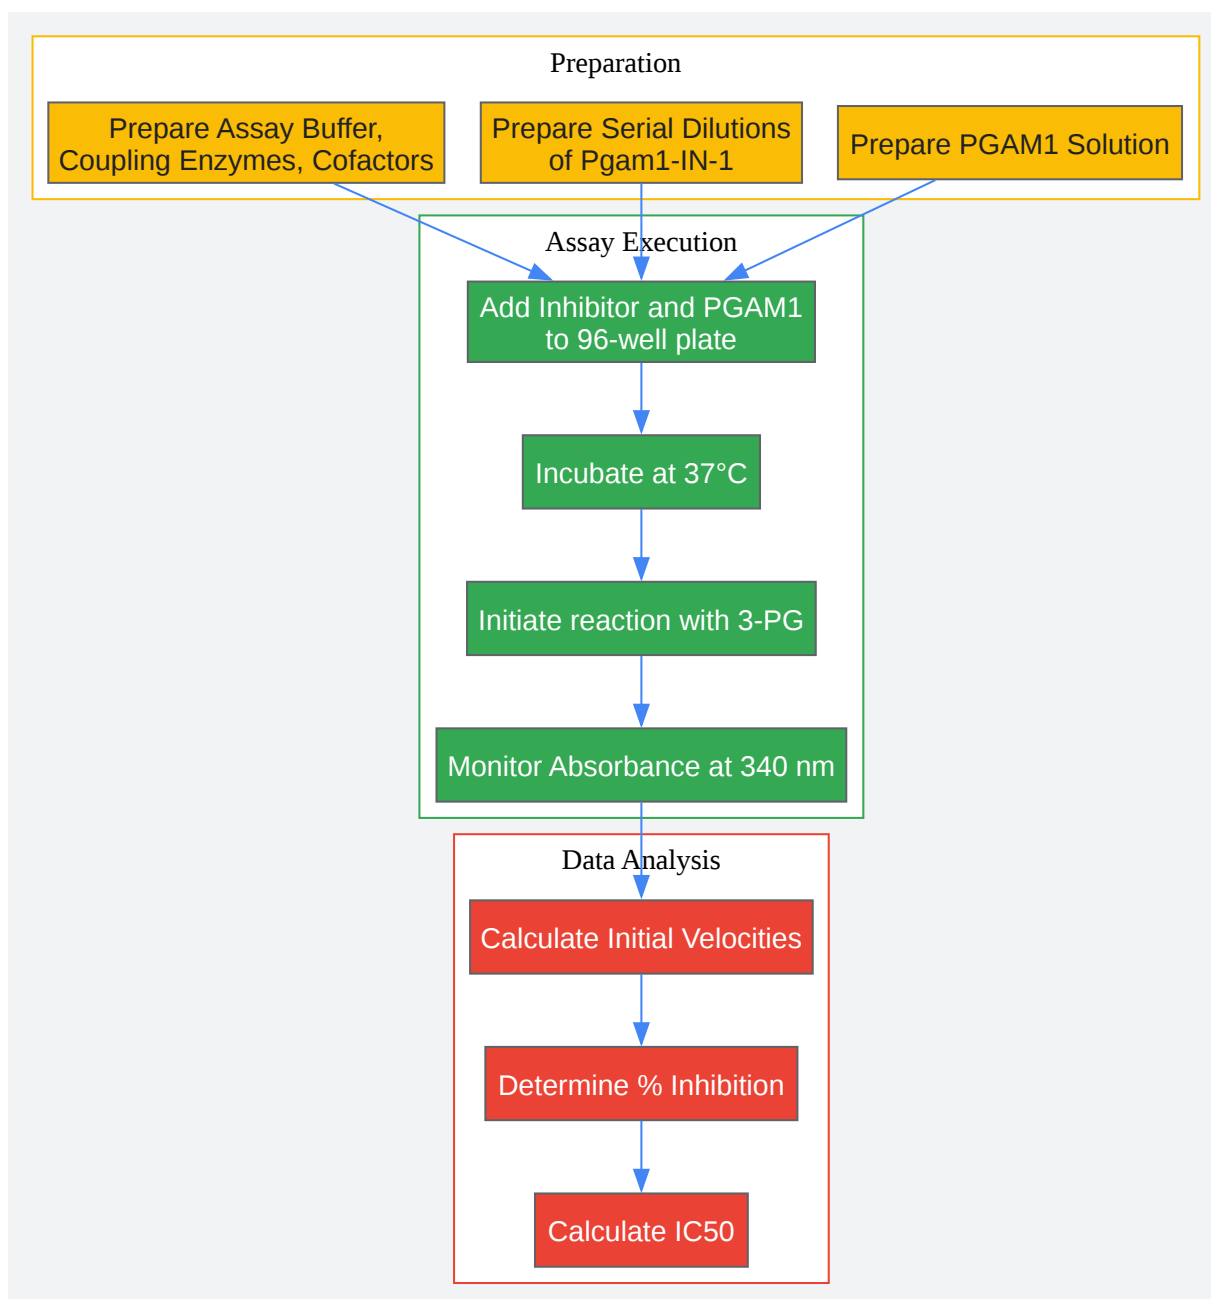 Preparation
Prepare Assay Buffer,
Coupling Enzymes, Cofactors
Prepare Serial Dilutions
of Pgam1-IN-1
Prepare PGAM1 Solution
Assay Execution
Add Inhibitor and PGAM1
to 96-well plate
Incubate at 37°C
Initiate reaction with 3-PG
Monitor Absorbance at 340 nm
Data Analysis
Calculate Initial Velocities
Determine % Inhibition
Calculate IC50